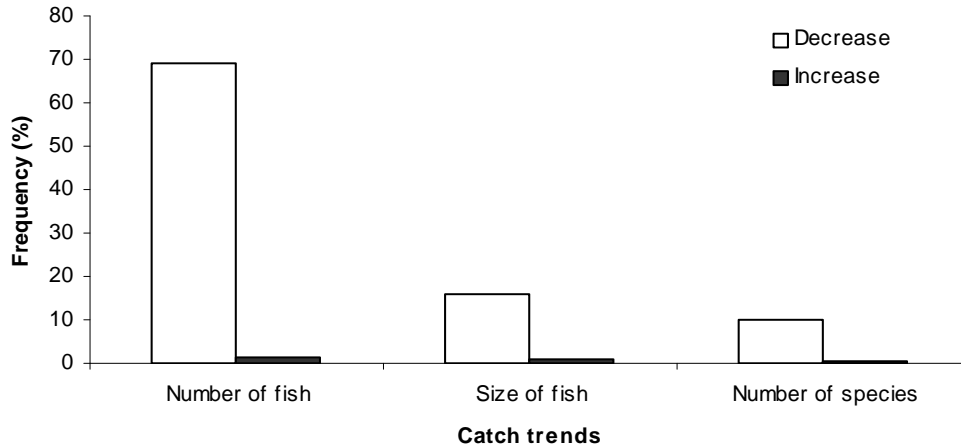 80
70
60
50
40
30
20
10
0
Frequency (%)
Decrease
Increase
Number of fish
Size of fish
Number of species
Catch trends